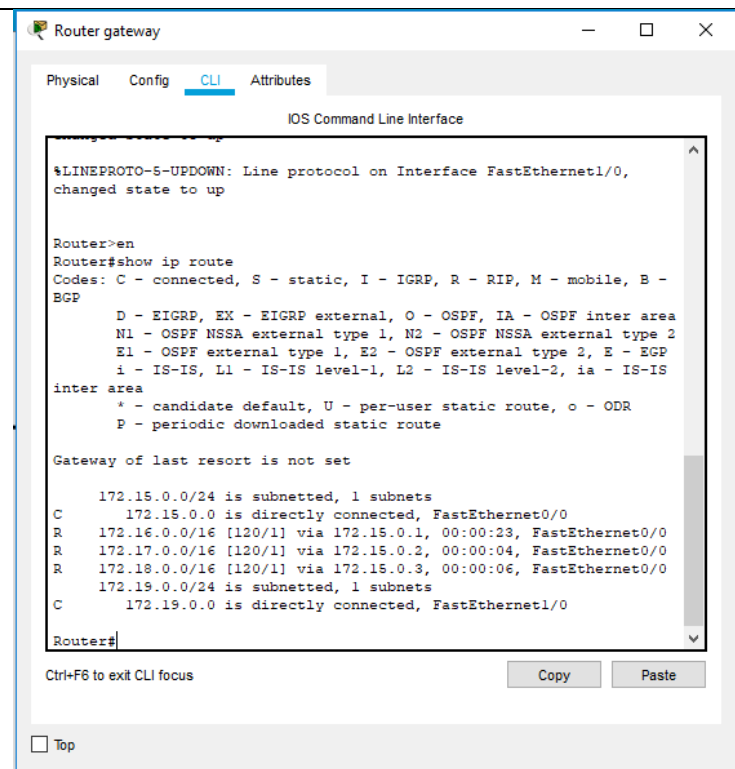 Router gateway
Physical Config CLI Attributes
IOS Command Line Interface
changed state to up
%LINEPROTO-5-UPDOWN: Line protocol on Interface FastEthernet1/0,
changed state to up
Router>en
Router#show ip route
Codes: C - connected, S - static, I - IGRP, R - RIP, M - mobile, B -
BGP
D - EIGRP, EX - EIGRP external, O - OSPF, IA - OSPF inter area
N1 - OSPF NSSA external type 1, N2 - OSPF NSSA external type 2
E1 - OSPF external type 1, E2 - OSPF external type 2, E - EGP
i - IS-IS, L1 - IS-IS level-1, L2 - IS-IS level-2, ia - IS-IS
inter area
* - candidate default, U - per-user static route, o - ODR
P - periodic downloaded static route
Gateway of last resort is not set
172.15.0.0/24 is subnetted, 1 subnets
C 172.15.0.0 is directly connected, FastEthernet0/0
R 172.16.0.0/16 [120/1] via 172.15.0.1, 00:00:23, FastEthernet0/0
R 172.17.0.0/16 [120/1] via 172.15.0.2, 00:00:04, FastEthernet0/0
R 172.18.0.0/16 [120/1] via 172.15.0.3, 00:00:06, FastEthernet0/0
172.19.0.0/24 is subnetted, 1 subnets
C 172.19.0.0 is directly connected, FastEthernet1/0
Router#
Ctrl+F6 to exit CLI focus Copy Paste
Top